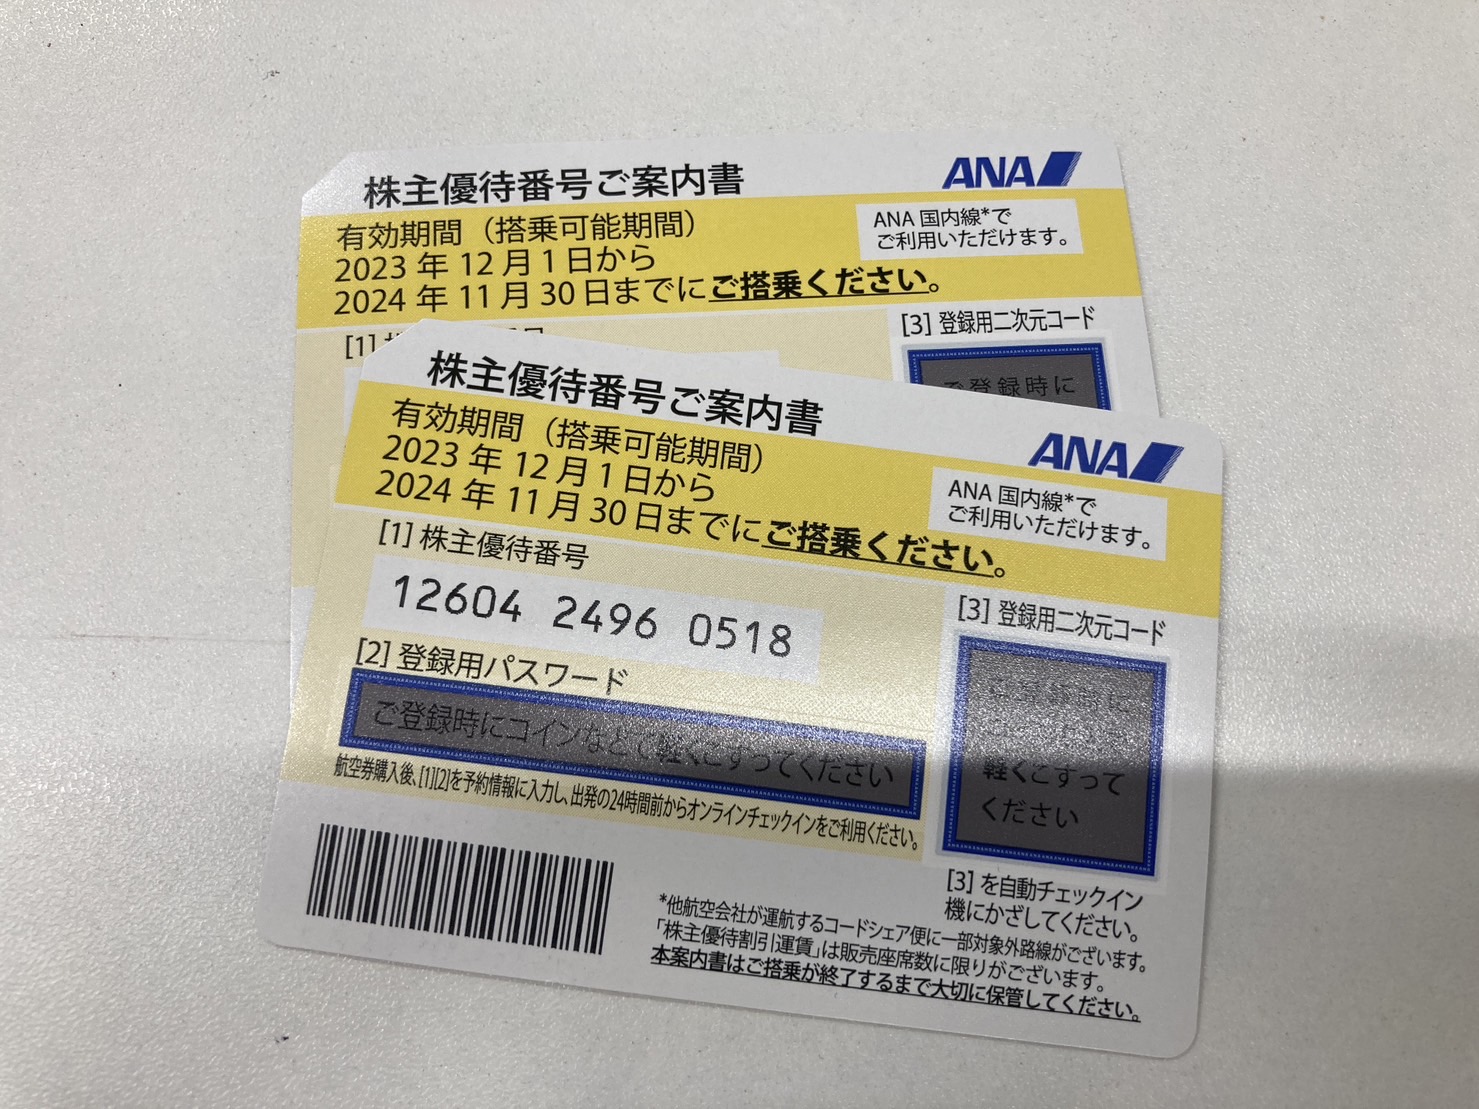 株主優待番号ご案内書
ANA
有効期間（搭乗可能期間）
2023 年 12 月 1 日から
2024 年 11 月 30 日までにご搭乗ください。
ANA 国内線*で
ご利用いただけます。
[1]
[3] 登録用二次元コード
ご登録時に
株主優待番号ご案内書
ANA
有効期間（搭乗可能期間）
2023 年 12 月 1 日から
2024 年 11 月 30 日までにご搭乗ください。
ANA 国内線*で
ご利用いただけます。
[1] 株主優待番号
12604 2496 0518
[2] 登録用パスワード
ご登録時にコインなどで軽くこすってください
航空券購入後、[1][2]を予約情報に入力し、出発の24時間前からオンラインチェックインをご利用ください。
[3] 登録用二次元コード
ご登録時に
軽くこすって
ください
[3] を自動チェックイン
機にかざしてください。
*他航空会社が運航するコードシェア便に一部対象外路線がございます。
「株主優待割引運賃」は販売座席数に限りがございます。
本案内書はご搭乗が終了するまで大切に保管してください。